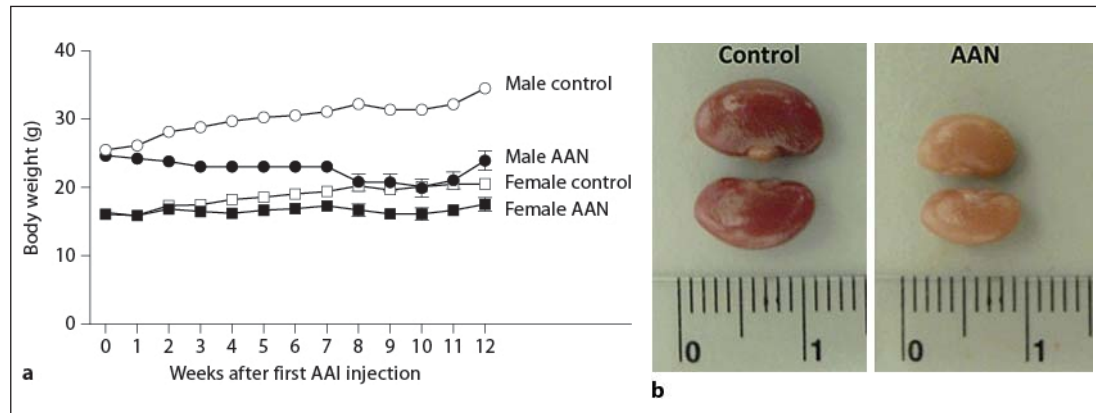 40
30
20
10
0
Body weight (g)
Male control
Male AAN
Female control
Female AAN
0 1 2 3 4 5 6 7 8 9 10 11 12
Weeks after first AAI injection
a
Control
0 1
AAN
0 1
b